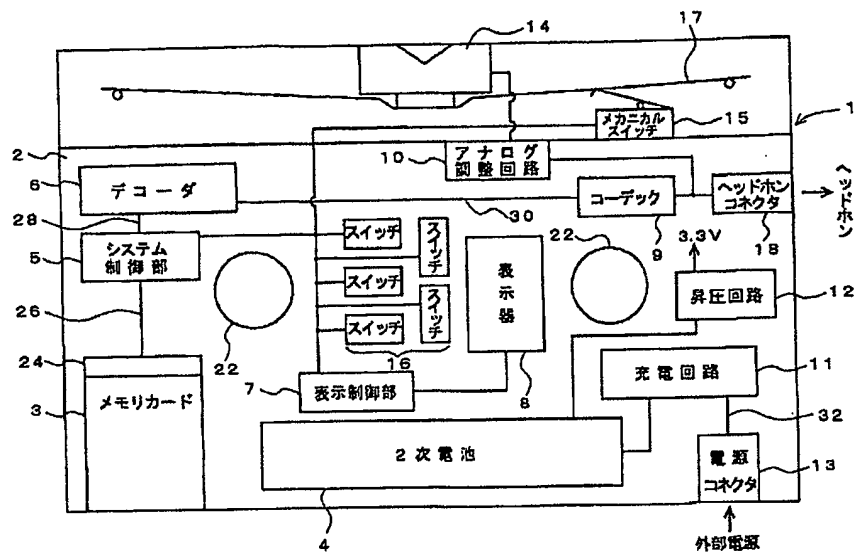 14
17
1
メカニカル
スイッチ
15
2
10
アナログ
調整回路
6
デコーダ
コーデック
ヘッドホン
コネクタ
ヘッドホン
28
30
9
18
5
システム
制御部
スイッチ
スイッチ
22
3.3V
表示器
昇圧回路
12
26
スイッチ
スイッチ
22
スイッチ
16
24
3
メモリカード
7
表示制御部
8
充電回路
11
32
2次電池
電源
コネクタ
13
4
外部電源